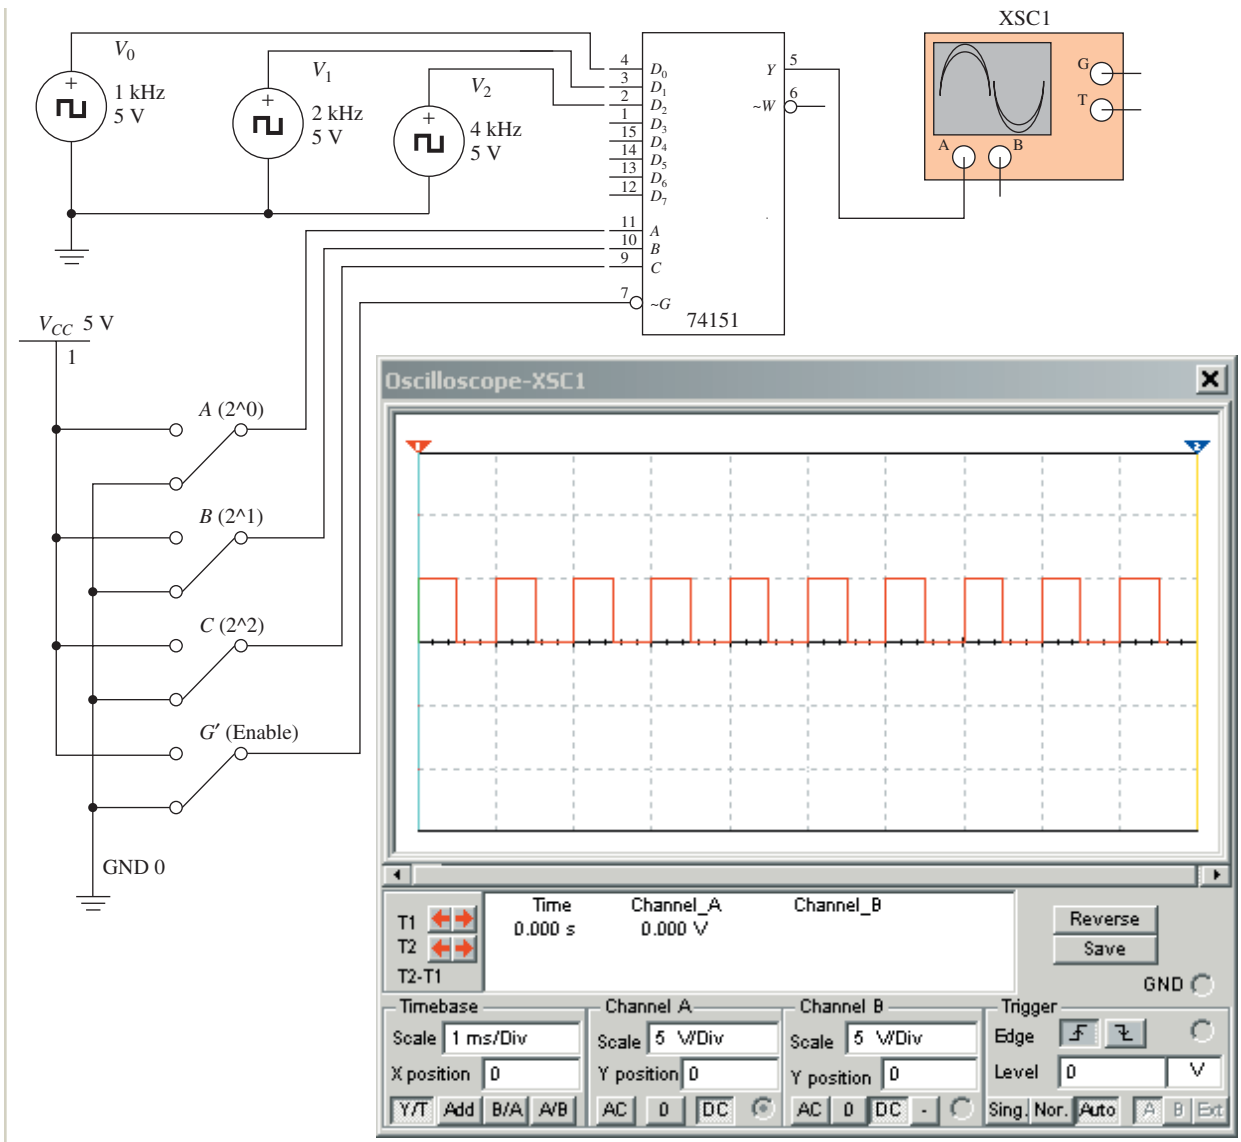 XSC1
V0
1 kHz
5 V
V1
2 kHz
5 V
V2
4 kHz
5 V
4 D0
3 D1
2 D2
1 D3
15 D4
14 D5
13 D6
12 D7
11 A
10 B
9 C
7 ~G
Y 5
~W 6
74151
G
T
A
B
VCC 5 V
1
A (2^0)
B (2^1)
C (2^2)
G′ (Enable)
GND 0
Oscilloscope-XSC1
1
2
Time Channel_A Channel_B
T1 0.000 s 0.000 V
T2
T2-T1
Reverse
Save
GND
Timebase
Scale 1 ms/Div
X position 0
Y/T Add B/A A/B
Channel A
Scale 5 V/Div
Y position 0
AC 0 DC
Channel B
Scale 5 V/Div
Y position 0
AC 0 DC -
Trigger
Edge
Level 0 V
Sing. Nor. Auto A B Ext